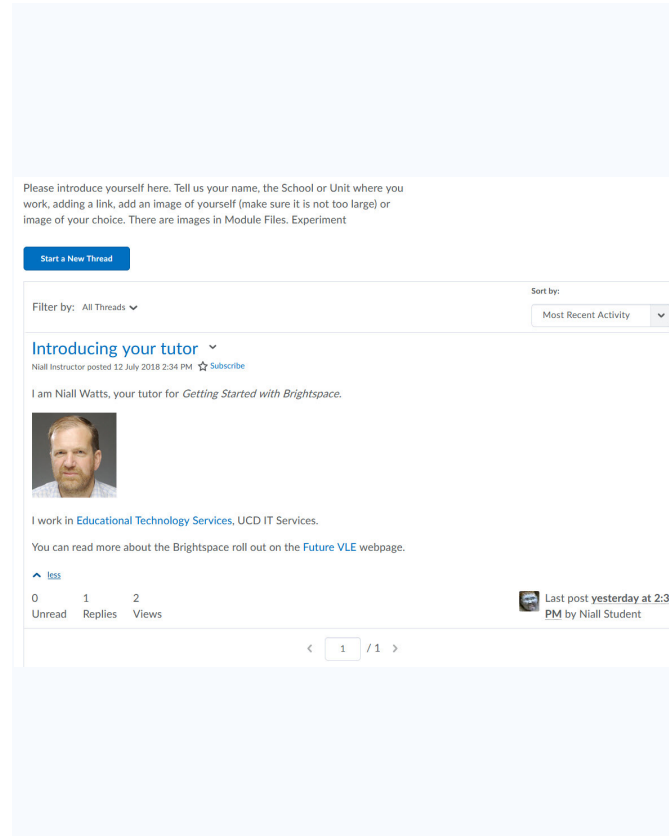 Please introduce yourself here. Tell us your name, the School or Unit where you
work, adding a link, add an image of yourself (make sure it is not too large) or
image of your choice. There are images in Module Files. Experiment
Start a New Thread
Sort by:
Filter by: All Threads
Most Recent Activity
Introducing your tutor
Niall Instructor posted 12 July 2018 2:34 PM Subscribe
I am Niall Watts, your tutor for Getting Started with Brightspace.
I work in Educational Technology Services, UCD IT Services.
You can read more about the Brightspace roll out on the Future VLE webpage.
less
0 1 2
Unread Replies Views
Last post yesterday at 2:3
PM by Niall Student
< 1 / 1 >